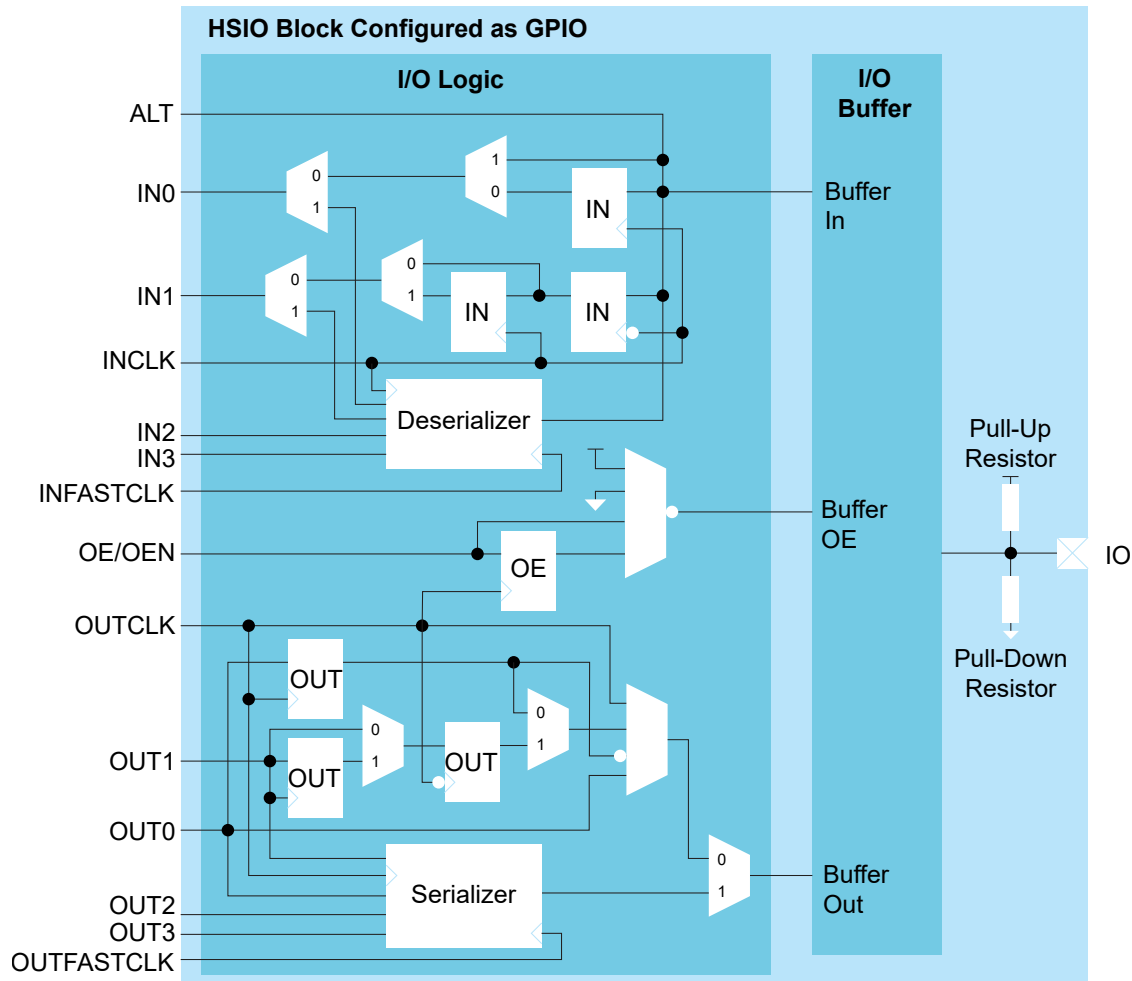 HSIO Block Configured as GPIO
I/O Logic
I/O
Buffer
ALT
IN0
0
1
1
0
IN
Buffer
In
IN1
0
1
0
1
IN
IN
INCLK
Deserializer
IN2
IN3
INFASTCLK
Pull-Up
Resistor
Buffer
OE
OE/OEN
OE
IO
OUTCLK
OUT
Pull-Down
Resistor
OUT1
OUT
0
1
OUT
0
1
OUT0
0
1
Serializer
Buffer
Out
OUT2
OUT3
OUTFASTCLK